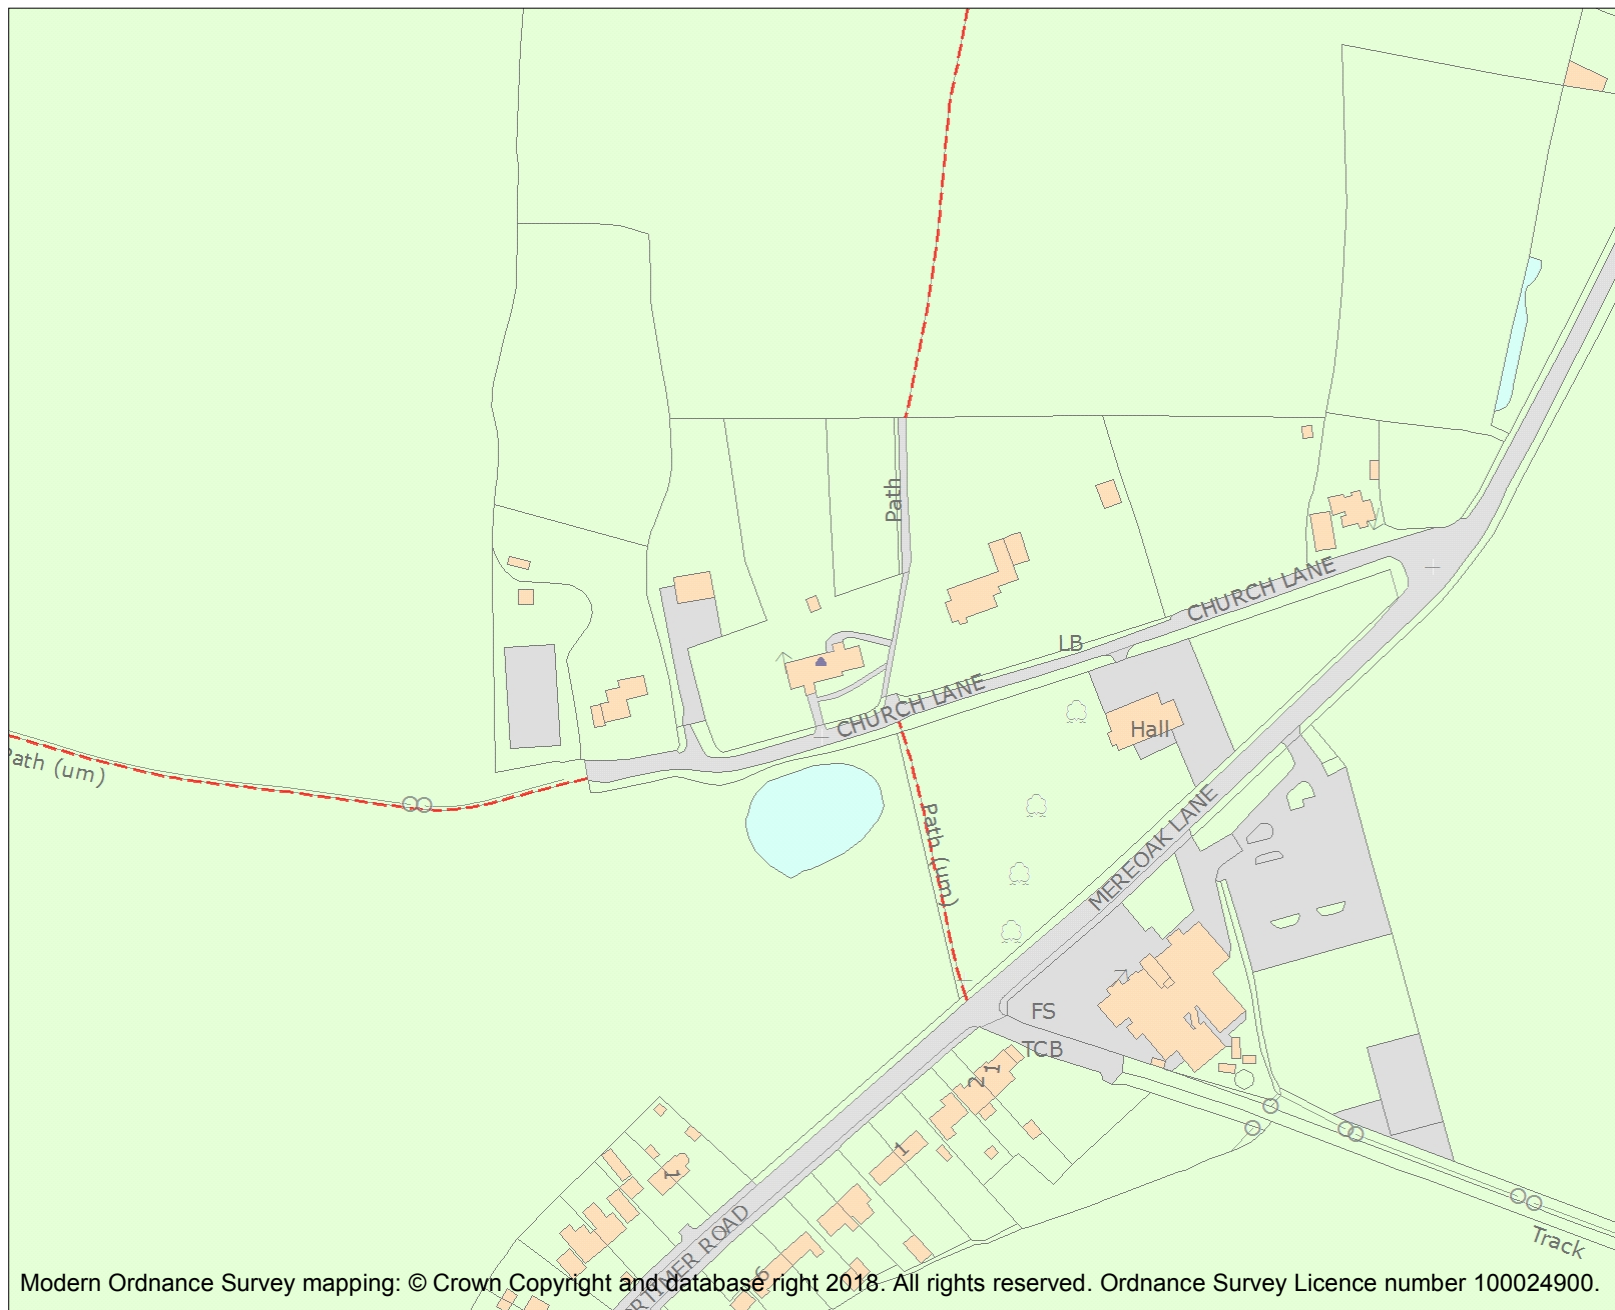 Path
CHURCH LANE
LB
CHURCH LANE
Hall
Path (um)
Path (um)
MEREOAK LANE
FS
TCB
1
2
1
1
6
Track
Modern Ordnance Survey mapping: © Crown Copyright and database right 2018. All rights reserved. Ordnance Survey Licence number 100024900.